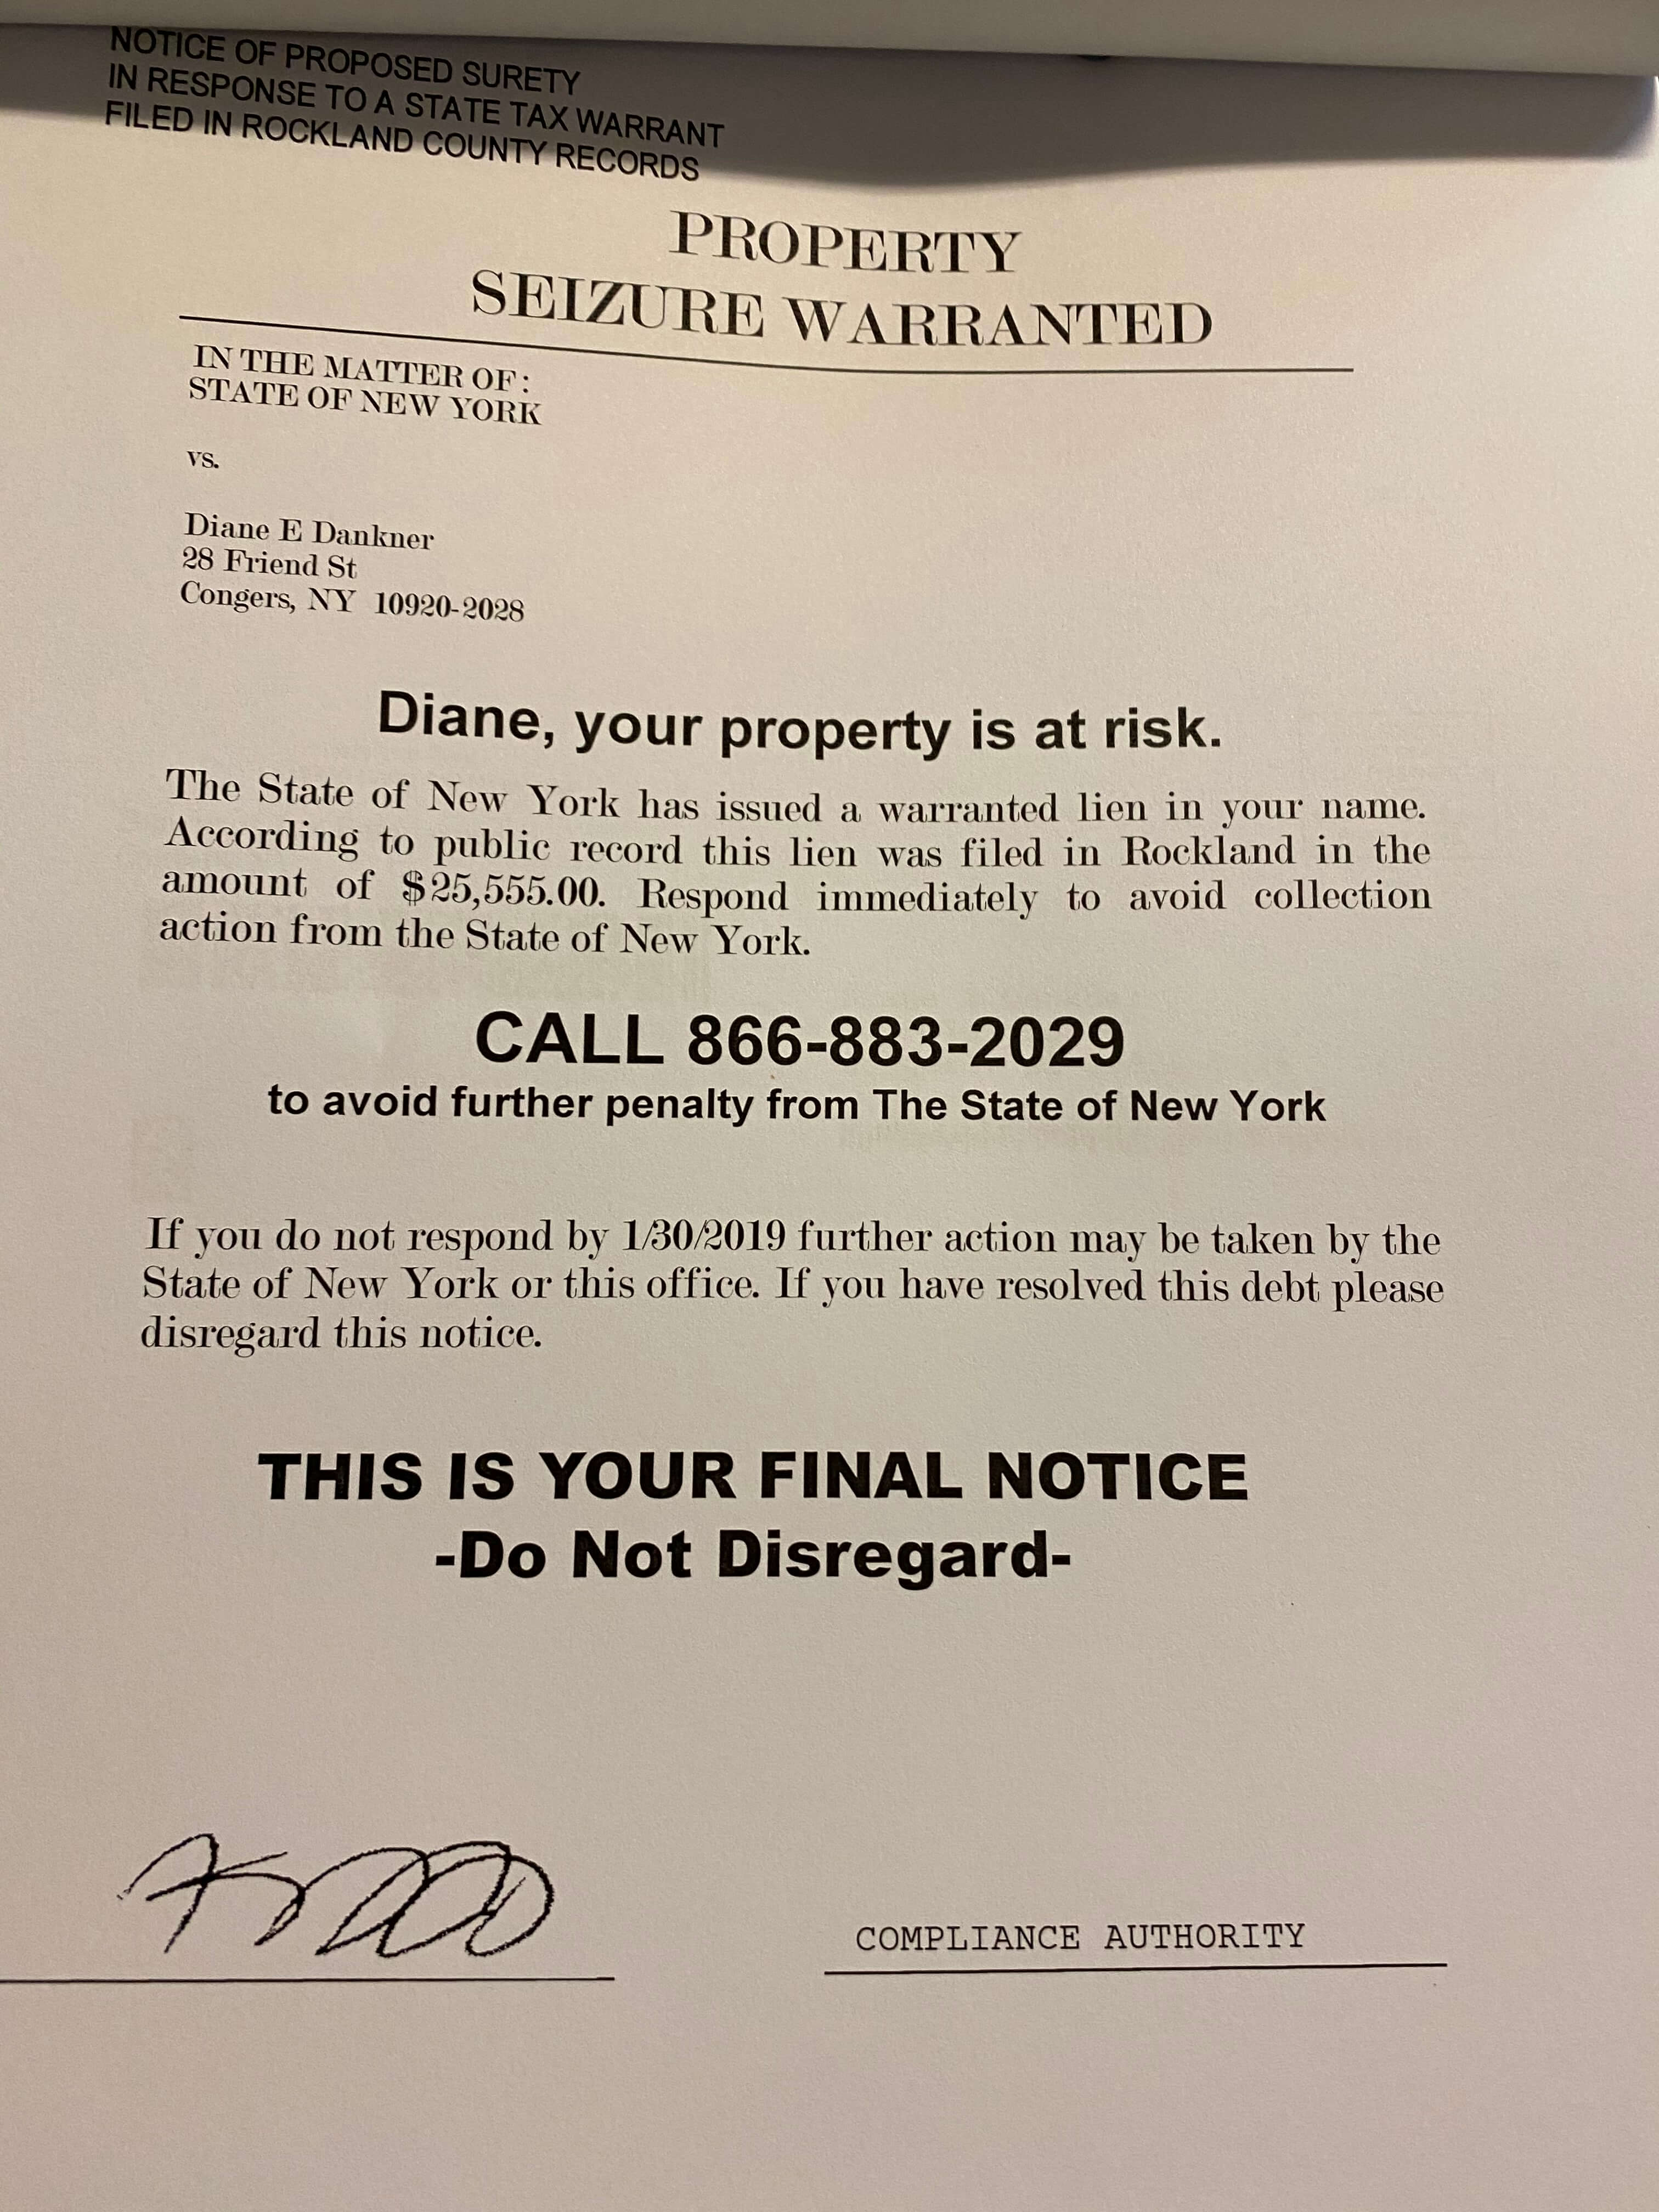 NOTICE OF PROPOSED SURETY
IN RESPONSE TO A STATE TAX WARRANT
FILED IN ROCKLAND COUNTY RECORDS
PROPERTY
SEIZURE WARRANTED
IN THE MATTER OF:
STATE OF NEW YORK
vs.
Diane E Dankner
28 Friend St
Congers, NY 10920-2028
Diane, your property is at risk.
The State of New York has issued a warranted lien in your name.
According to public record this lien was filed in Rockland in the
amount of $25,555.00. Respond immediately to avoid collection
action from the State of New York.
CALL 866-883-2029
to avoid further penalty from The State of New York
If you do not respond by 1/30/2019 further action may be taken by the
State of New York or this office. If you have resolved this debt please
disregard this notice.
THIS IS YOUR FINAL NOTICE
-Do Not Disregard-
COMPLIANCE AUTHORITY